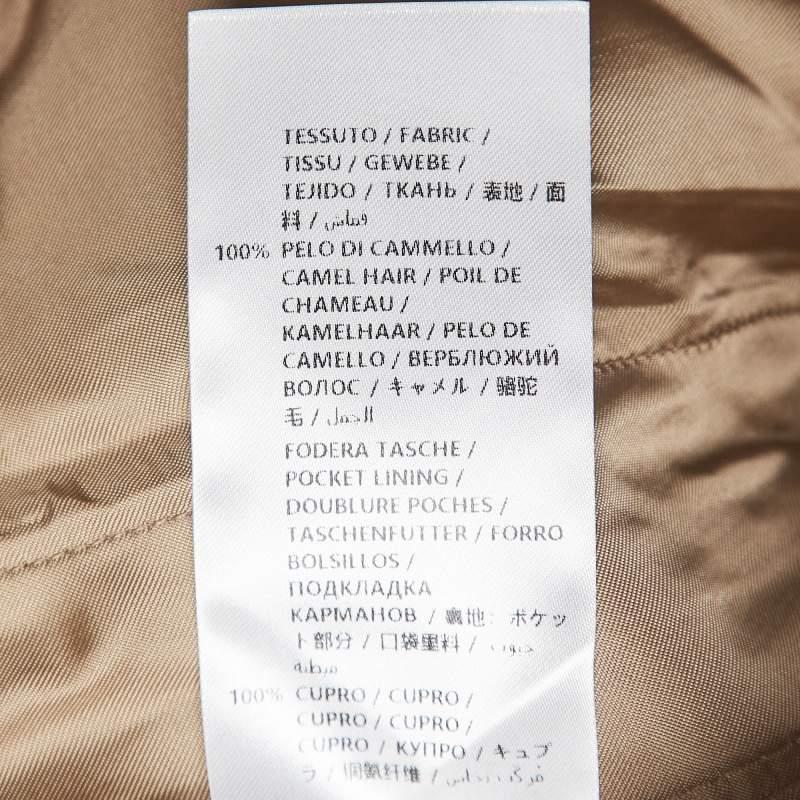 TESSUTO / FABRIC /
TISSU / GEWEBE /
TEJIDO / ТКАНЬ / 表地 / 面
料 / قماش
100% PELO DI CAMMELLO /
CAMEL HAIR / POIL DE
CHAMEAU /
KAMELHAAR / PELO DE
CAMELLO / ВЕРБЛЮЖИЙ
ВОЛОС / キャメル / 骆驼
毛 / الجمل
FODERA TASCHE /
POCKET LINING /
DOUBLURE POCHES /
TASCHENFUTTER / FORRO
BOLSILLOS /
ПОДКЛАДКА
КАРМАНОВ / 裏地: ポケッ
ト部分 / 口袋里料 / جيوب
مبطنة
100% CUPRO / CUPRO /
CUPRO / CUPRO /
CUPRO / КУПРО / キュプ
ラ / 铜氨纤维 /